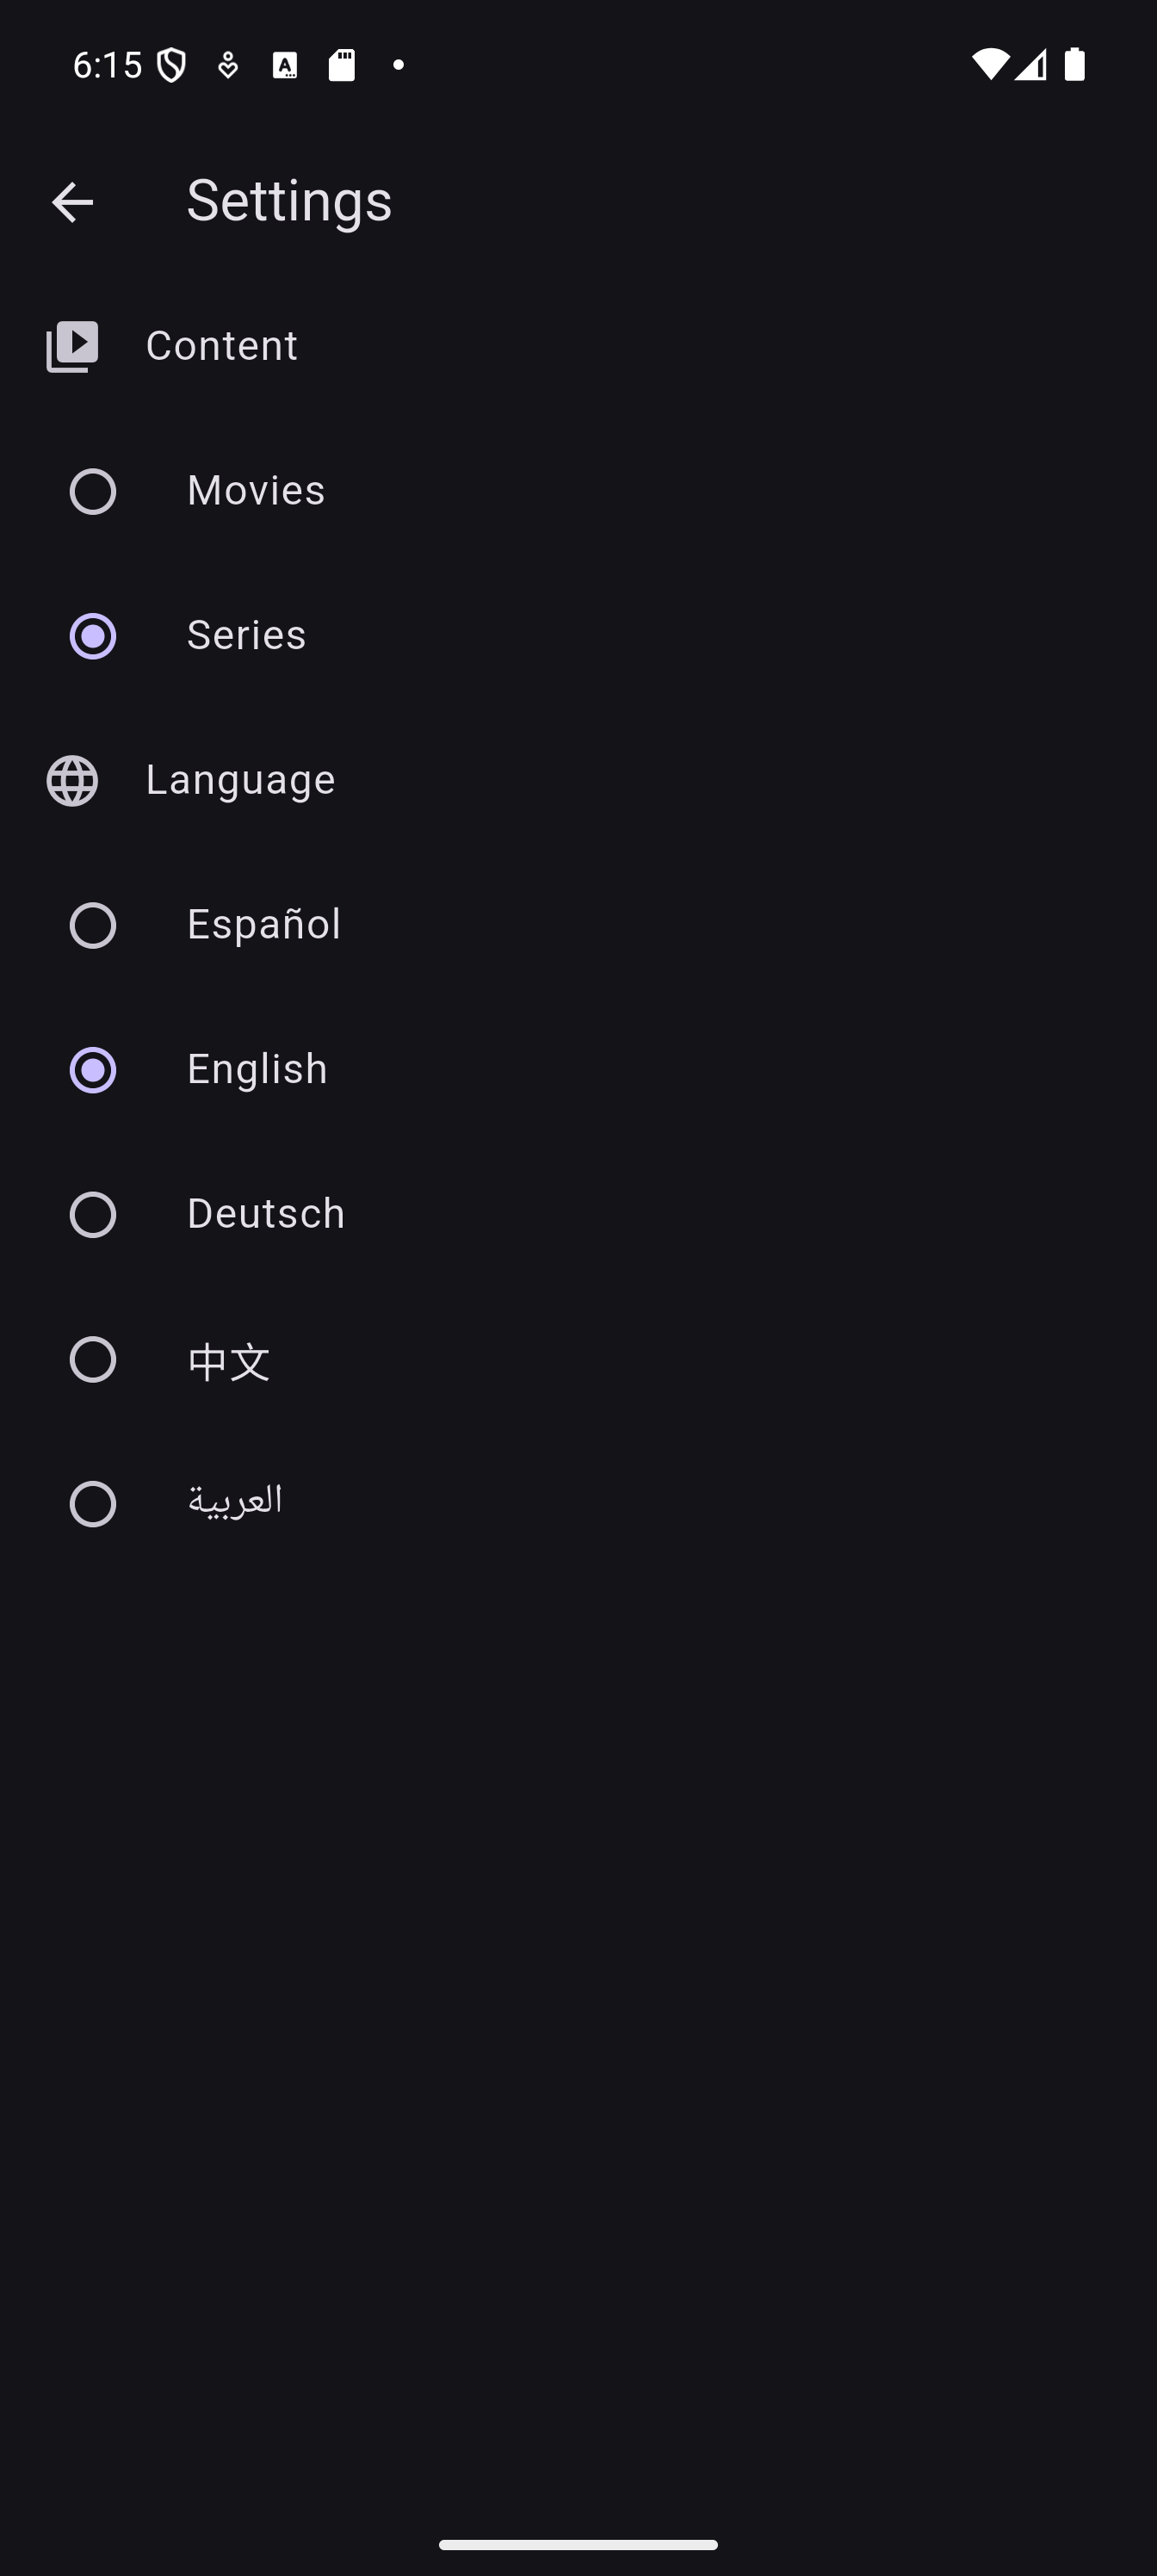 6:15
Settings
Content
Movies
Series
Language
Español
English
Deutsch
中文
العربية